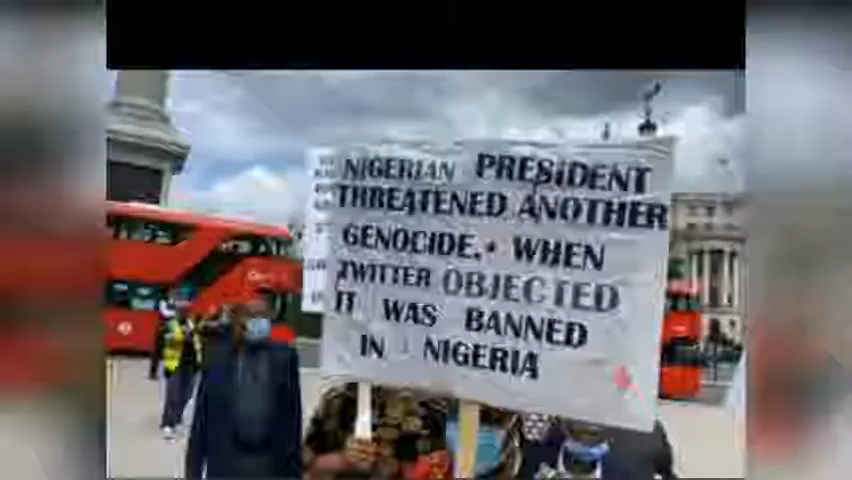 NIGERIAN PRESIDENT
THREATENED ANOTHER
GENOCIDE. WHEN
TWITTER OBJECTED
IT WAS BANNED
IN NIGERIA